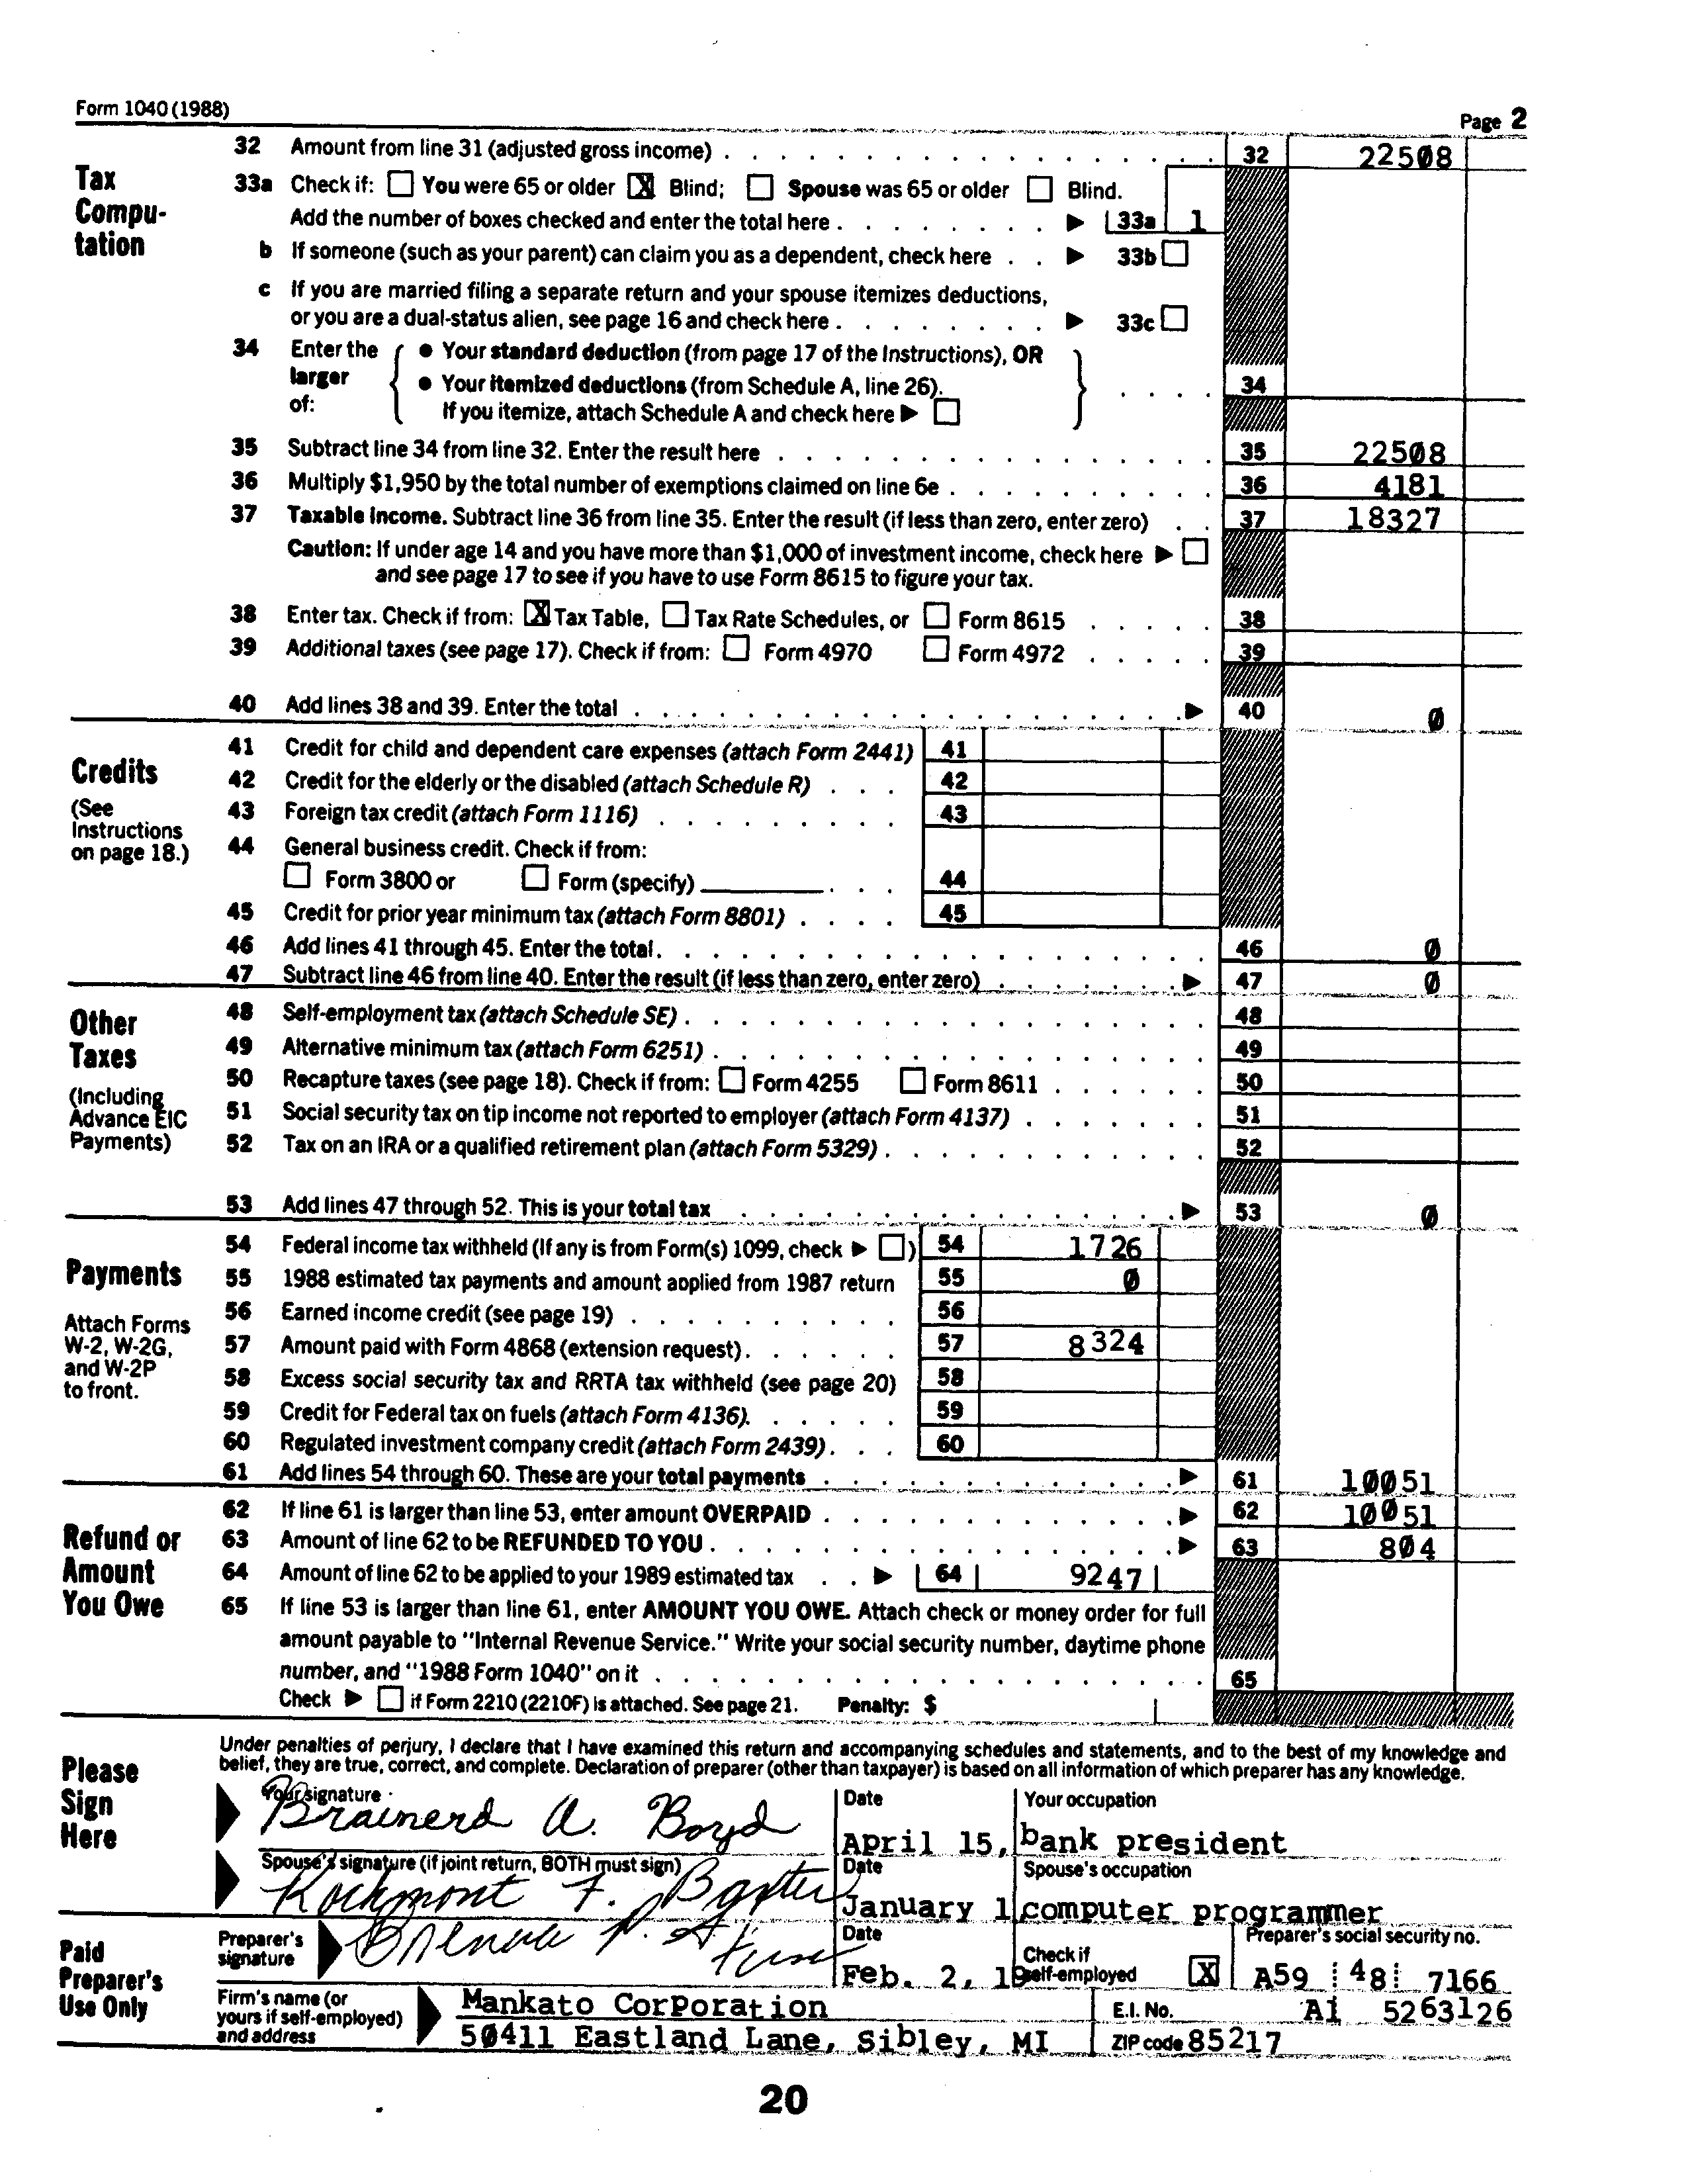 Form 1040 (1988)
Page 2
Tax Compu-tation
32 Amount from line 31 (adjusted gross income) 32 22508
33a Check if: You were 65 or older X Blind; Spouse was 65 or older Blind.
Add the number of boxes checked and enter the total here 33a 1
b If someone (such as your parent) can claim you as a dependent, check here 33b
c If you are married filing a separate return and your spouse itemizes deductions,
or you are a dual-status alien, see page 16 and check here 33c
34 Enter the larger of:
• Your standard deduction (from page 17 of the Instructions), OR
• Your itemized deductions (from Schedule A, line 26).
If you itemize, attach Schedule A and check here
34
35 Subtract line 34 from line 32. Enter the result here 35 22508
36 Multiply $1,950 by the total number of exemptions claimed on line 6e 36 4181
37 Taxable income. Subtract line 36 from line 35. Enter the result (if less than zero, enter zero) 37 18327
Caution: If under age 14 and you have more than $1,000 of investment income, check here
and see page 17 to see if you have to use Form 8615 to figure your tax.
38 Enter tax. Check if from: X Tax Table, Tax Rate Schedules, or Form 8615 38
39 Additional taxes (see page 17). Check if from: Form 4970 Form 4972 39
40 Add lines 38 and 39. Enter the total 40 0
Credits
(See Instructions on page 18.)
41 Credit for child and dependent care expenses (attach Form 2441) 41
42 Credit for the elderly or the disabled (attach Schedule R) 42
43 Foreign tax credit (attach Form 1116) 43
44 General business credit. Check if from:
Form 3800 or Form (specify) 44
45 Credit for prior year minimum tax (attach Form 8801) 45
46 Add lines 41 through 45. Enter the total 46 0
47 Subtract line 46 from line 40. Enter the result (if less than zero, enter zero) 47 0
Other Taxes
(Including Advance EIC Payments)
48 Self-employment tax (attach Schedule SE) 48
49 Alternative minimum tax (attach Form 6251) 49
50 Recapture taxes (see page 18). Check if from: Form 4255 Form 8611 50
51 Social security tax on tip income not reported to employer (attach Form 4137) 51
52 Tax on an IRA or a qualified retirement plan (attach Form 5329) 52
53 Add lines 47 through 52. This is your total tax 53 0
Payments
Attach Forms W-2, W-2G, and W-2P to front.
54 Federal income tax withheld (If any is from Form(s) 1099, check ) 54 1726
55 1988 estimated tax payments and amount applied from 1987 return 55 0
56 Earned income credit (see page 19) 56
57 Amount paid with Form 4868 (extension request) 57 8324
58 Excess social security tax and RRTA tax withheld (see page 20) 58
59 Credit for Federal tax on fuels (attach Form 4136). 59
60 Regulated investment company credit (attach Form 2439) 60
61 Add lines 54 through 60. These are your total payments 61 10051
Refund or Amount You Owe
62 If line 61 is larger than line 53, enter amount OVERPAID 62 10051
63 Amount of line 62 to be REFUNDED TO YOU 63 804
64 Amount of line 62 to be applied to your 1989 estimated tax 64 9247
65 If line 53 is larger than line 61, enter AMOUNT YOU OWE. Attach check or money order for full
amount payable to "Internal Revenue Service." Write your social security number, daytime phone
number, and "1988 Form 1040" on it 65
Check if Form 2210 (2210F) is attached. See page 21. Penalty: $
Please Sign Here
Under penalties of perjury, I declare that I have examined this return and accompanying schedules and statements, and to the best of my knowledge and
belief, they are true, correct, and complete. Declaration of preparer (other than taxpayer) is based on all information of which preparer has any knowledge.
Your signature Date Your occupation
Brainerd A. Boyd April 15, bank president
Spouse's signature (if joint return, BOTH must sign) Date Spouse's occupation
Rockmont F. Baxter January 1 computer programmer
Paid Preparer's Use Only
Preparer's signature Date Check if self-employed X Preparer's social security no.
Feb. 2, 19 A59 48 7166
Firm's name (or yours if self-employed) and address
Mankato Corporation E.I. No. A1 5263126
50411 Eastland Lane, Sibley, MI ZIP code 85217
20